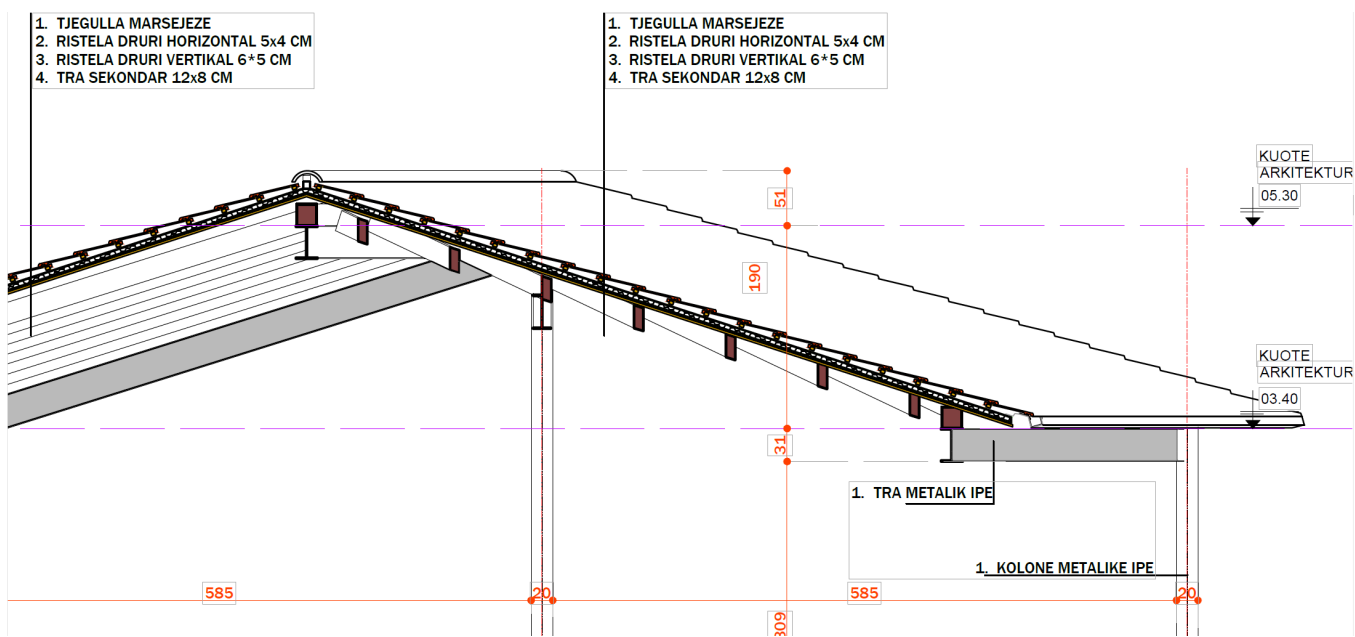 1. TJEGULLA MARSEJEZE
2. RISTELA DRURI HORIZONTAL 5x4 CM
3. RISTELA DRURI VERTIKAL 6*5 CM
4. TRA SEKONDAR 12x8 CM
1. TJEGULLA MARSEJEZE
2. RISTELA DRURI HORIZONTAL 5x4 CM
3. RISTELA DRURI VERTIKAL 6*5 CM
4. TRA SEKONDAR 12x8 CM
KUOTE
ARKITEKTUR
05.30
51
190
KUOTE
ARKITEKTUR
03.40
31
1. TRA METALIK IPE
1. KOLONE METALIKE IPE
585
20
585
20
309